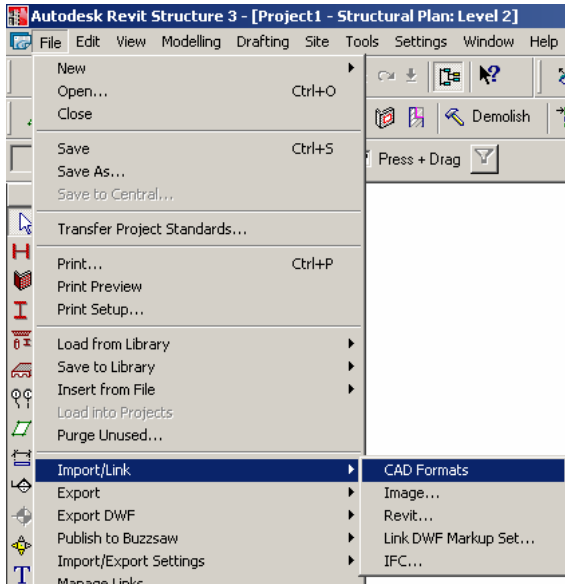 Autodesk Revit Structure 3 - [Project1 - Structural Plan: Level 2]
File Edit View Modelling Drafting Site Tools Settings Window Help
New
Open... Ctrl+O
Close
Demolish
Save Ctrl+S
Press + Drag
Save As...
Save to Central...
Transfer Project Standards...
Print... Ctrl+P
Print Preview
Print Setup...
Load from Library
Save to Library
Insert from File
Load into Projects
Purge Unused...
Import/Link
CAD Formats
Export
Image...
Export DWF
Revit...
Publish to Buzzsaw
Link DWF Markup Set...
Import/Export Settings
IFC...
Manage Links